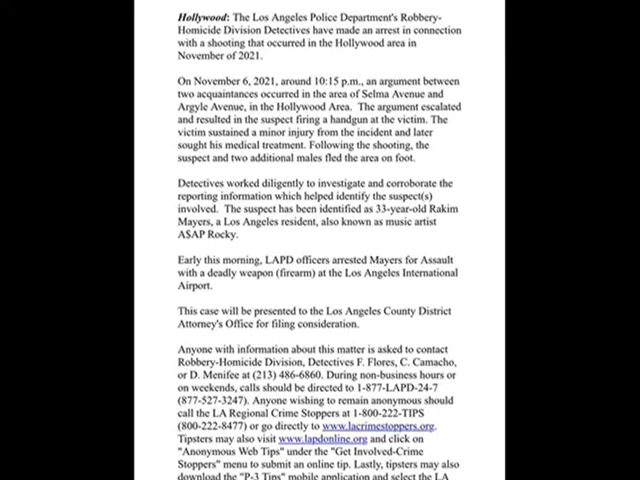 Hollywood: The Los Angeles Police Department's Robbery-
Homicide Division Detectives have made an arrest in connection
with a shooting that occurred in the Hollywood area in
November of 2021.
On November 6, 2021, around 10:15 p.m., an argument between
two acquaintances occurred in the area of Selma Avenue and
Argyle Avenue, in the Hollywood Area. The argument escalated
and resulted in the suspect firing a handgun at the victim. The
victim sustained a minor injury from the incident and later
sought his medical treatment. Following the shooting, the
suspect and two additional males fled the area on foot.
Detectives worked diligently to investigate and corroborate the
reporting information which helped identify the suspect(s)
involved. The suspect has been identified as 33-year-old Rakim
Mayers, a Los Angeles resident, also known as music artist
A$AP Rocky.
Early this morning, LAPD officers arrested Mayers for Assault
with a deadly weapon (firearm) at the Los Angeles International
Airport.
This case will be presented to the Los Angeles County District
Attorney's Office for filing consideration.
Anyone with information about this matter is asked to contact
Robbery-Homicide Division, Detectives F. Flores, C. Camacho,
or D. Menifee at (213) 486-6860. During non-business hours or
on weekends, calls should be directed to 1-877-LAPD-24-7
(877-527-3247). Anyone wishing to remain anonymous should
call the LA Regional Crime Stoppers at 1-800-222-TIPS
(800-222-8477) or go directly to www.lacrimestoppers.org.
Tipsters may also visit www.lapdonline.org and click on
"Anonymous Web Tips" under the "Get Involved-Crime
Stoppers" menu to submit an online tip. Lastly, tipsters may also
download the "P-3 Tips" mobile application and select the LA